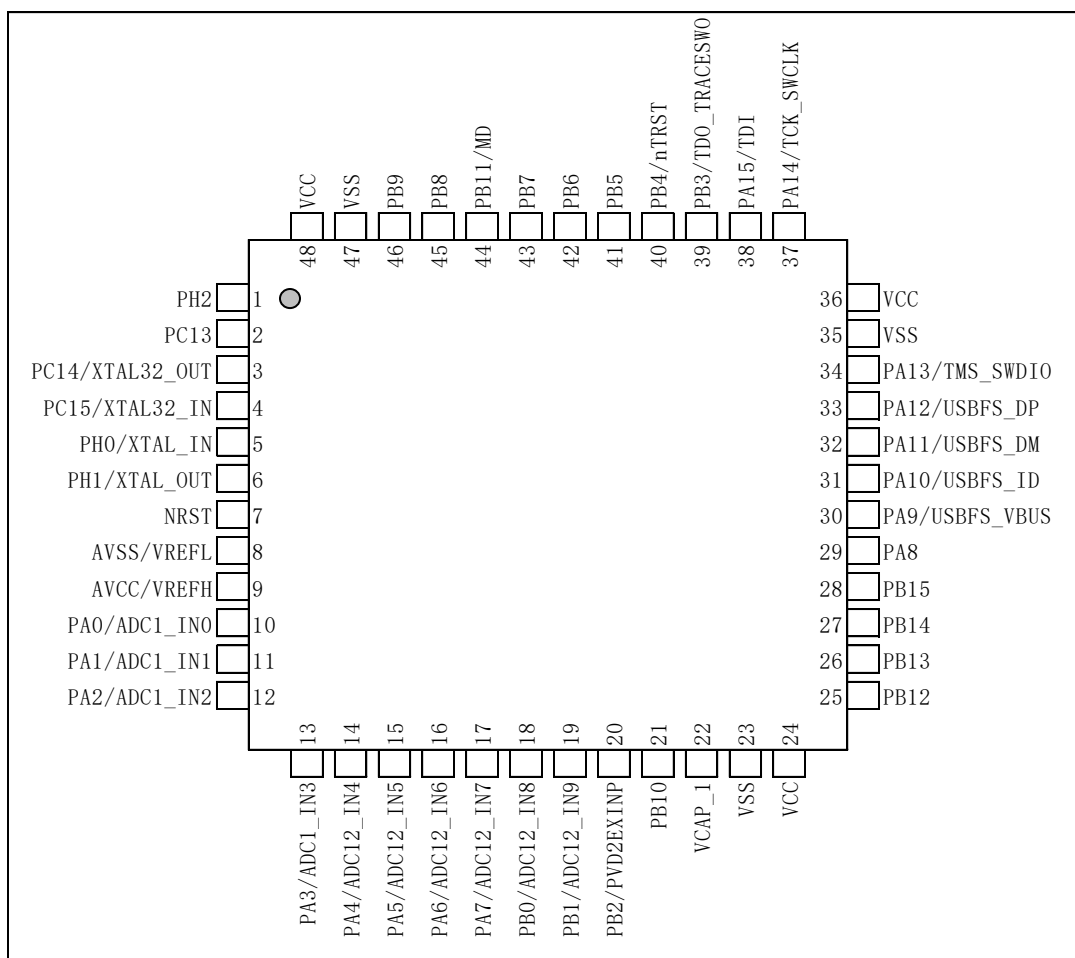 VCC
VSS
PB9
PB8
PB11/MD
PB7
PB6
PB5
PB4/nTRST
PB3/TDO_TRACESWO
PA15/TDI
PA14/TCK_SWCLK
48
47
46
45
44
43
42
41
40
39
38
37
PH2 1
PC13 2
PC14/XTAL32_OUT 3
PC15/XTAL32_IN 4
PH0/XTAL_IN 5
PH1/XTAL_OUT 6
NRST 7
AVSS/VREFL 8
AVCC/VREFH 9
PA0/ADC1_IN0 10
PA1/ADC1_IN1 11
PA2/ADC1_IN2 12
36 VCC
35 VSS
34 PA13/TMS_SWDIO
33 PA12/USBFS_DP
32 PA11/USBFS_DM
31 PA10/USBFS_ID
30 PA9/USBFS_VBUS
29 PA8
28 PB15
27 PB14
26 PB13
25 PB12
13
14
15
16
17
18
19
20
21
22
23
24
PA3/ADC1_IN3
PA4/ADC12_IN4
PA5/ADC12_IN5
PA6/ADC12_IN6
PA7/ADC12_IN7
PB0/ADC12_IN8
PB1/ADC12_IN9
PB2/PVD2EXINP
PB10
VCAP_1
VSS
VCC